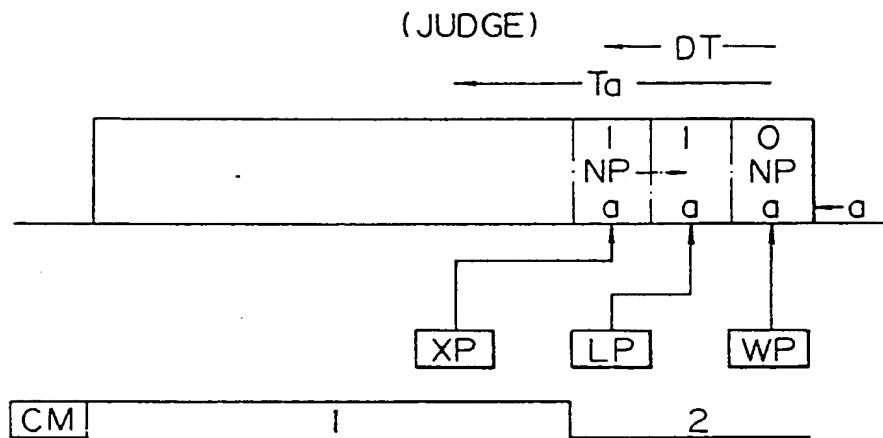 (JUDGE)
DT
Ta
1 1 0
NP NP
a a a a
XP LP WP
CM 1 2